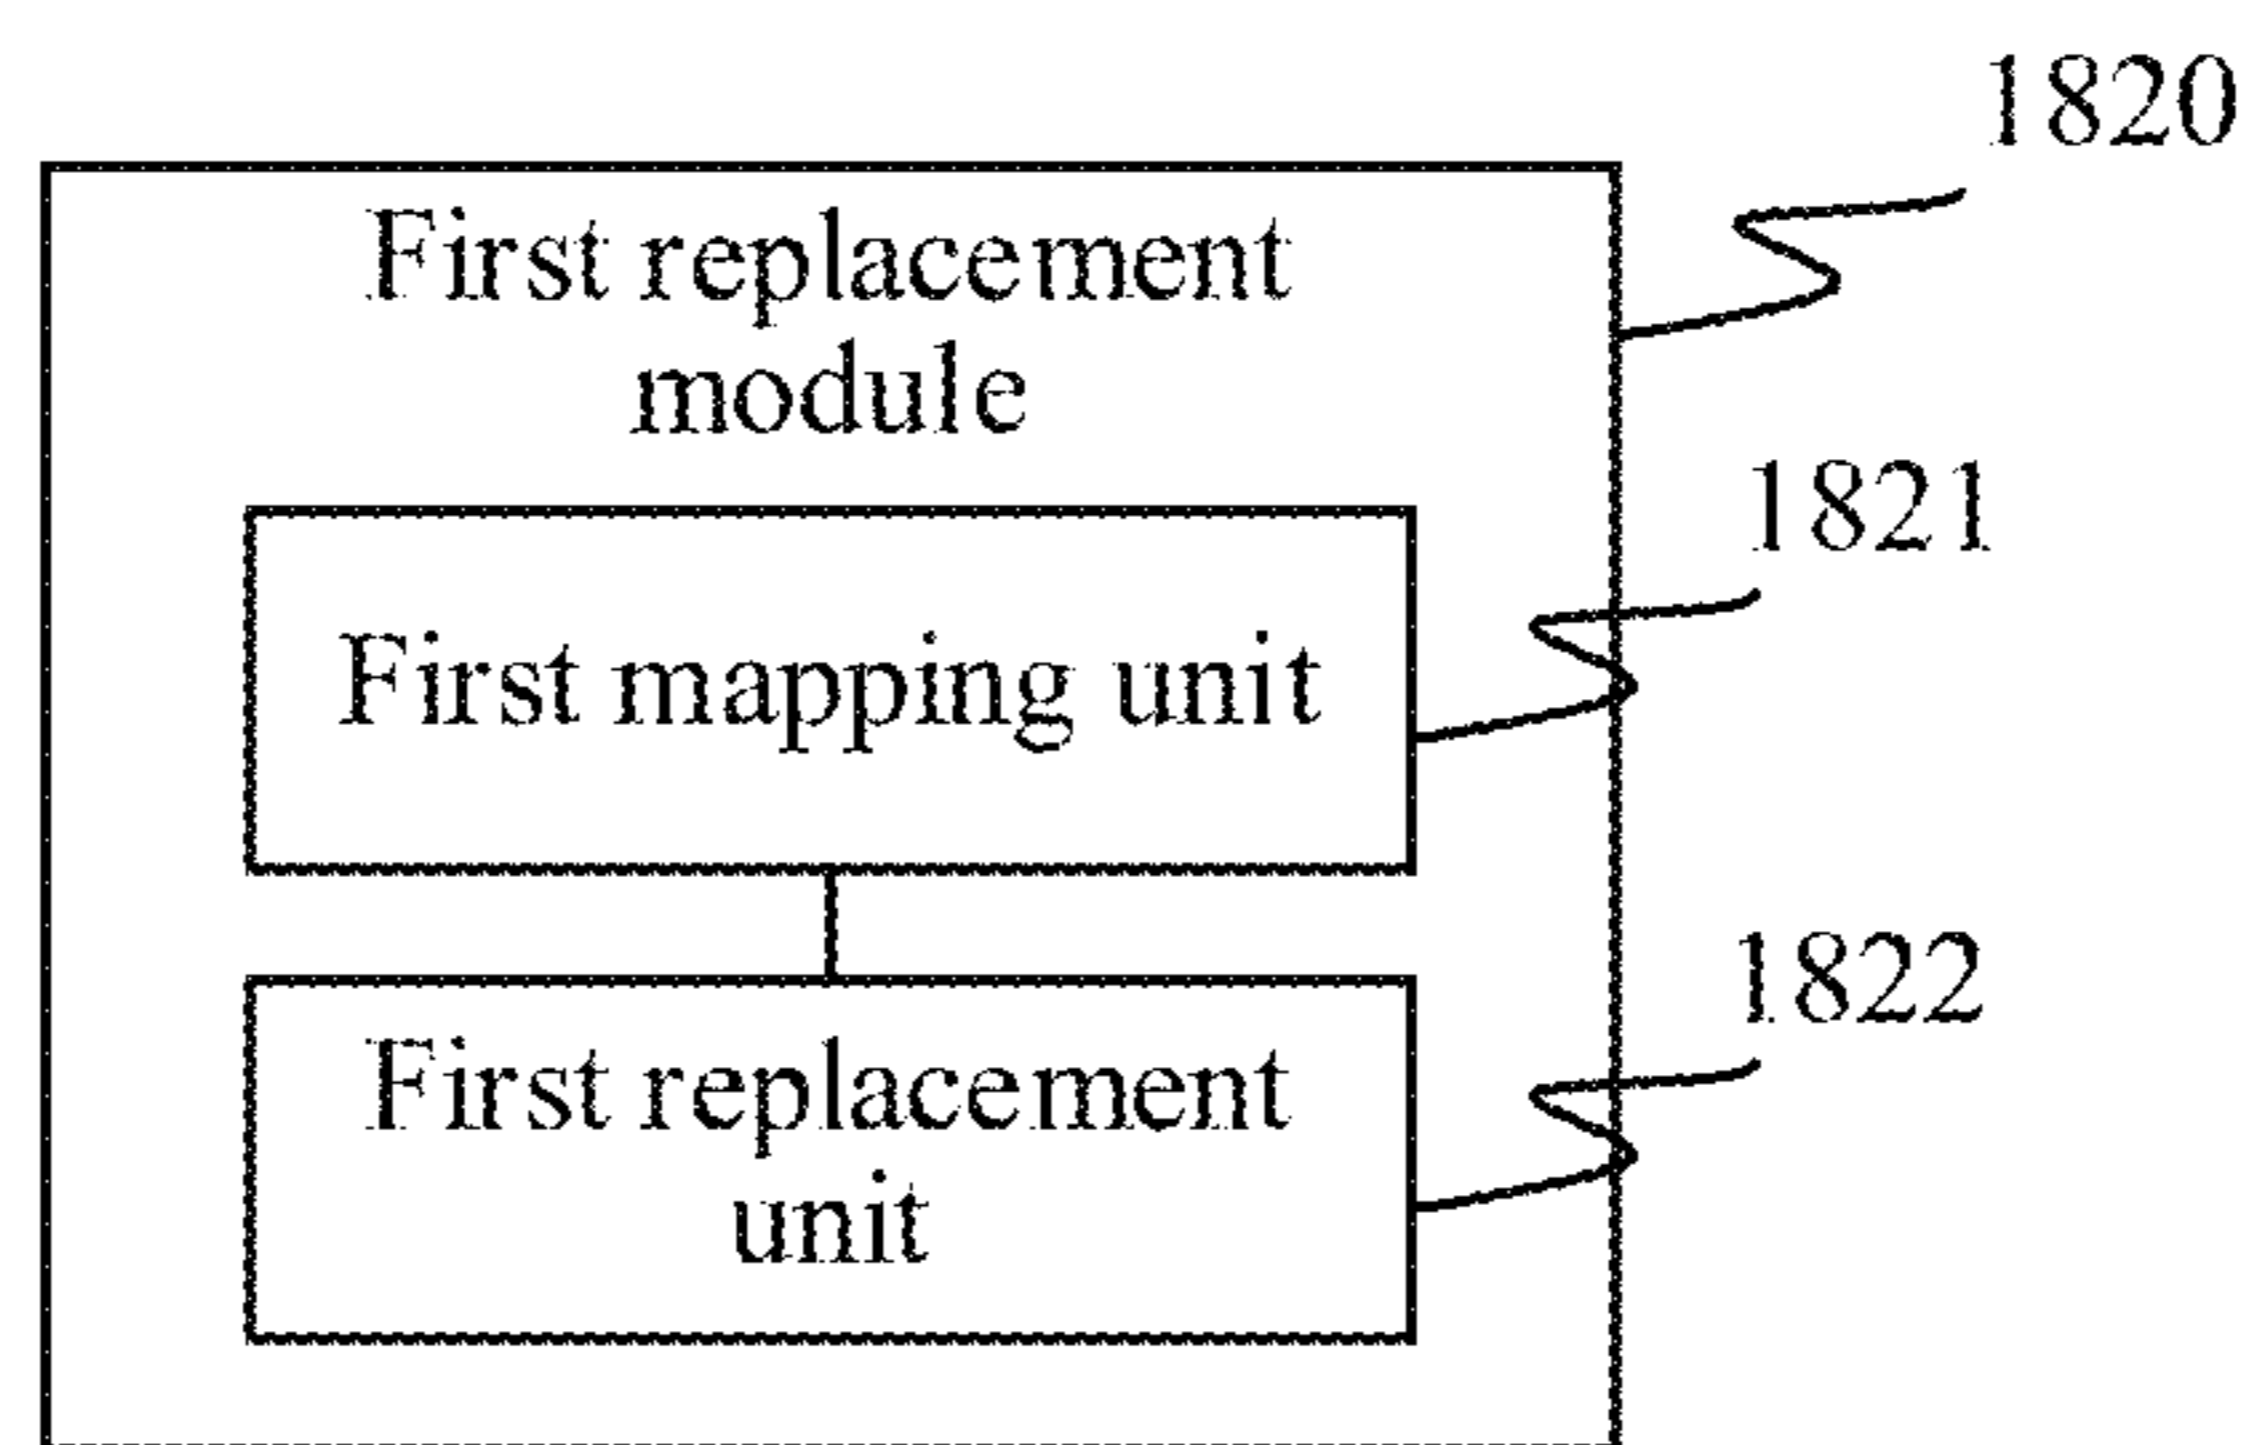 1820
First replacement
module
1821
First mapping unit
1822
First replacement
unit